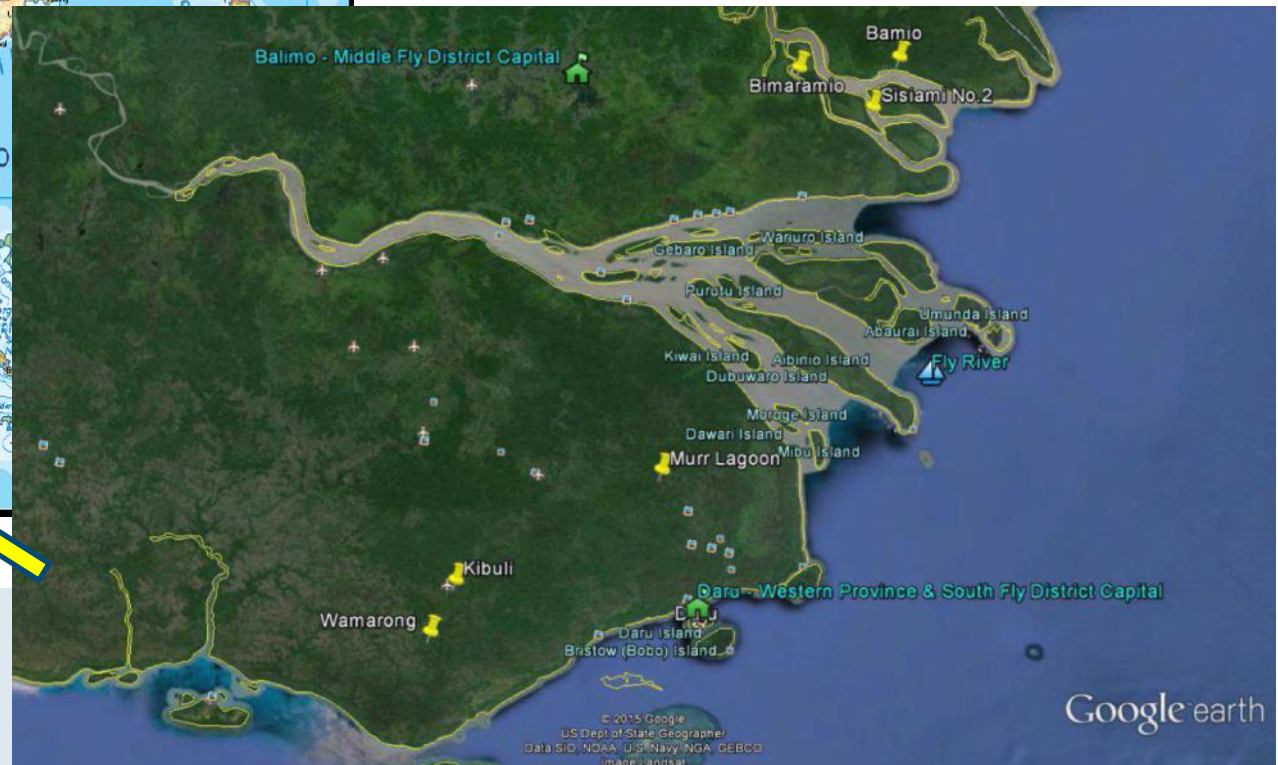 Bamio
Balimo - Middle Fly District Capital
Bimaramio
Sisiami No.2
Wariuro Island
Gebaro Island
Purutu Island
Umunda Island
Abaurai Island,
Kiwai Island
Aibinio Island
Fly River
Dubuwaro Island
Moroge Island
Dawari Island
Mibu Island
Murr Lagoon
Kibuli
Daru - Western Province & South Fly District Capital
Wamarong
Daru Island
Bristow (Bobo) Island
Google earth
© 2015 Google
US Dept of State Geographer
Data SIO, NOAA, U.S. Navy, NGA, GEBCO
Image Landsat